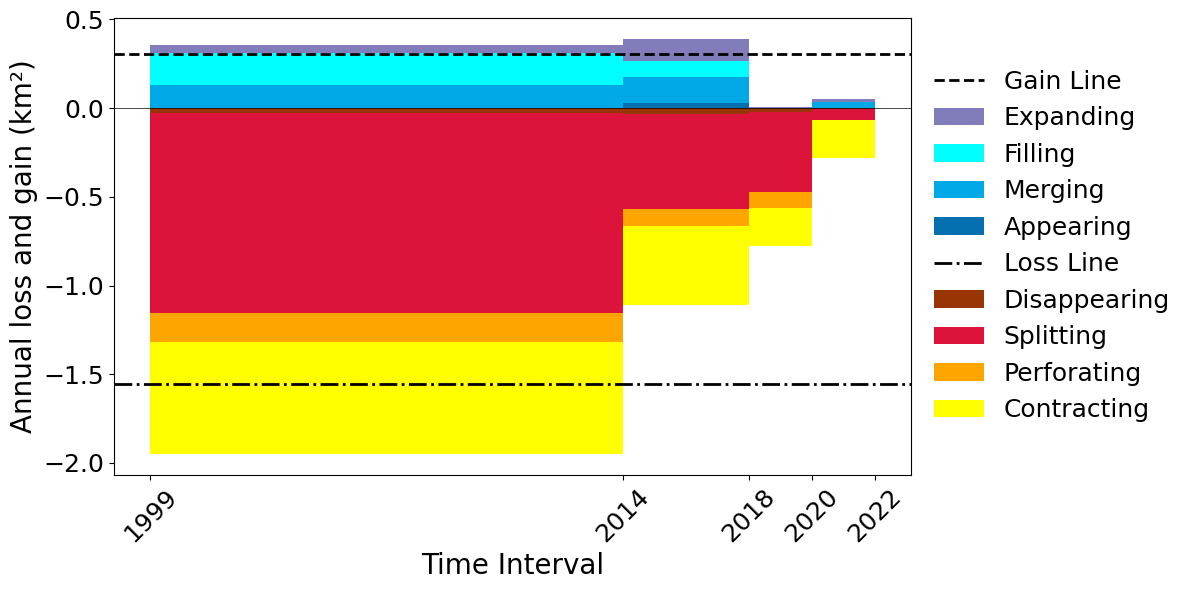 Annual loss and gain (km²)
0.5
0.0
−0.5
−1.0
−1.5
−2.0
1999
2014
2018
2020
2022
Time Interval
Gain Line
Expanding
Filling
Merging
Appearing
Loss Line
Disappearing
Splitting
Perforating
Contracting